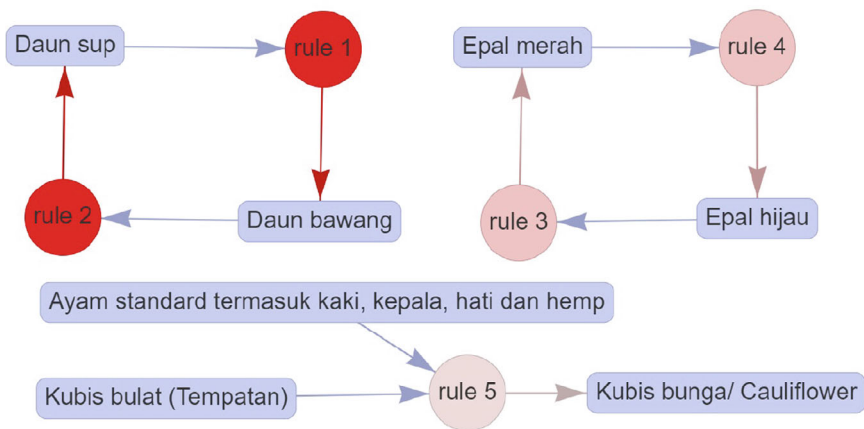 Daun sup
rule 1
Epal merah
rule 4
rule 2
Daun bawang
rule 3
Epal hijau
Ayam standard termasuk kaki, kepala, hati dan hemp
Kubis bulat (Tempatan)
rule 5
Kubis bunga/ Cauliflower